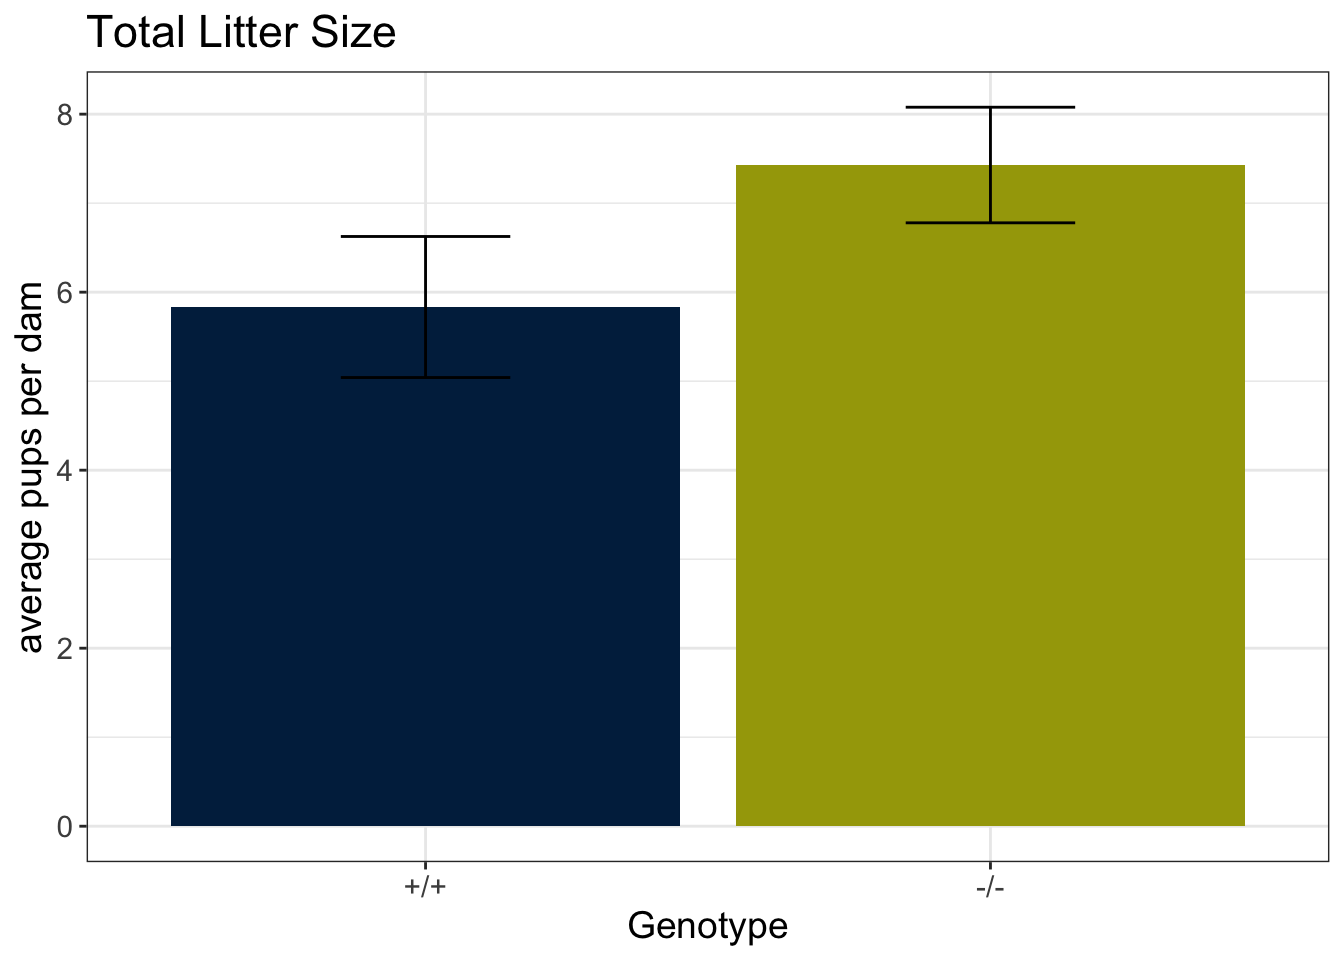 Total Litter Size
average pups per dam
8
6
4
2
0
+/+
-/-
Genotype